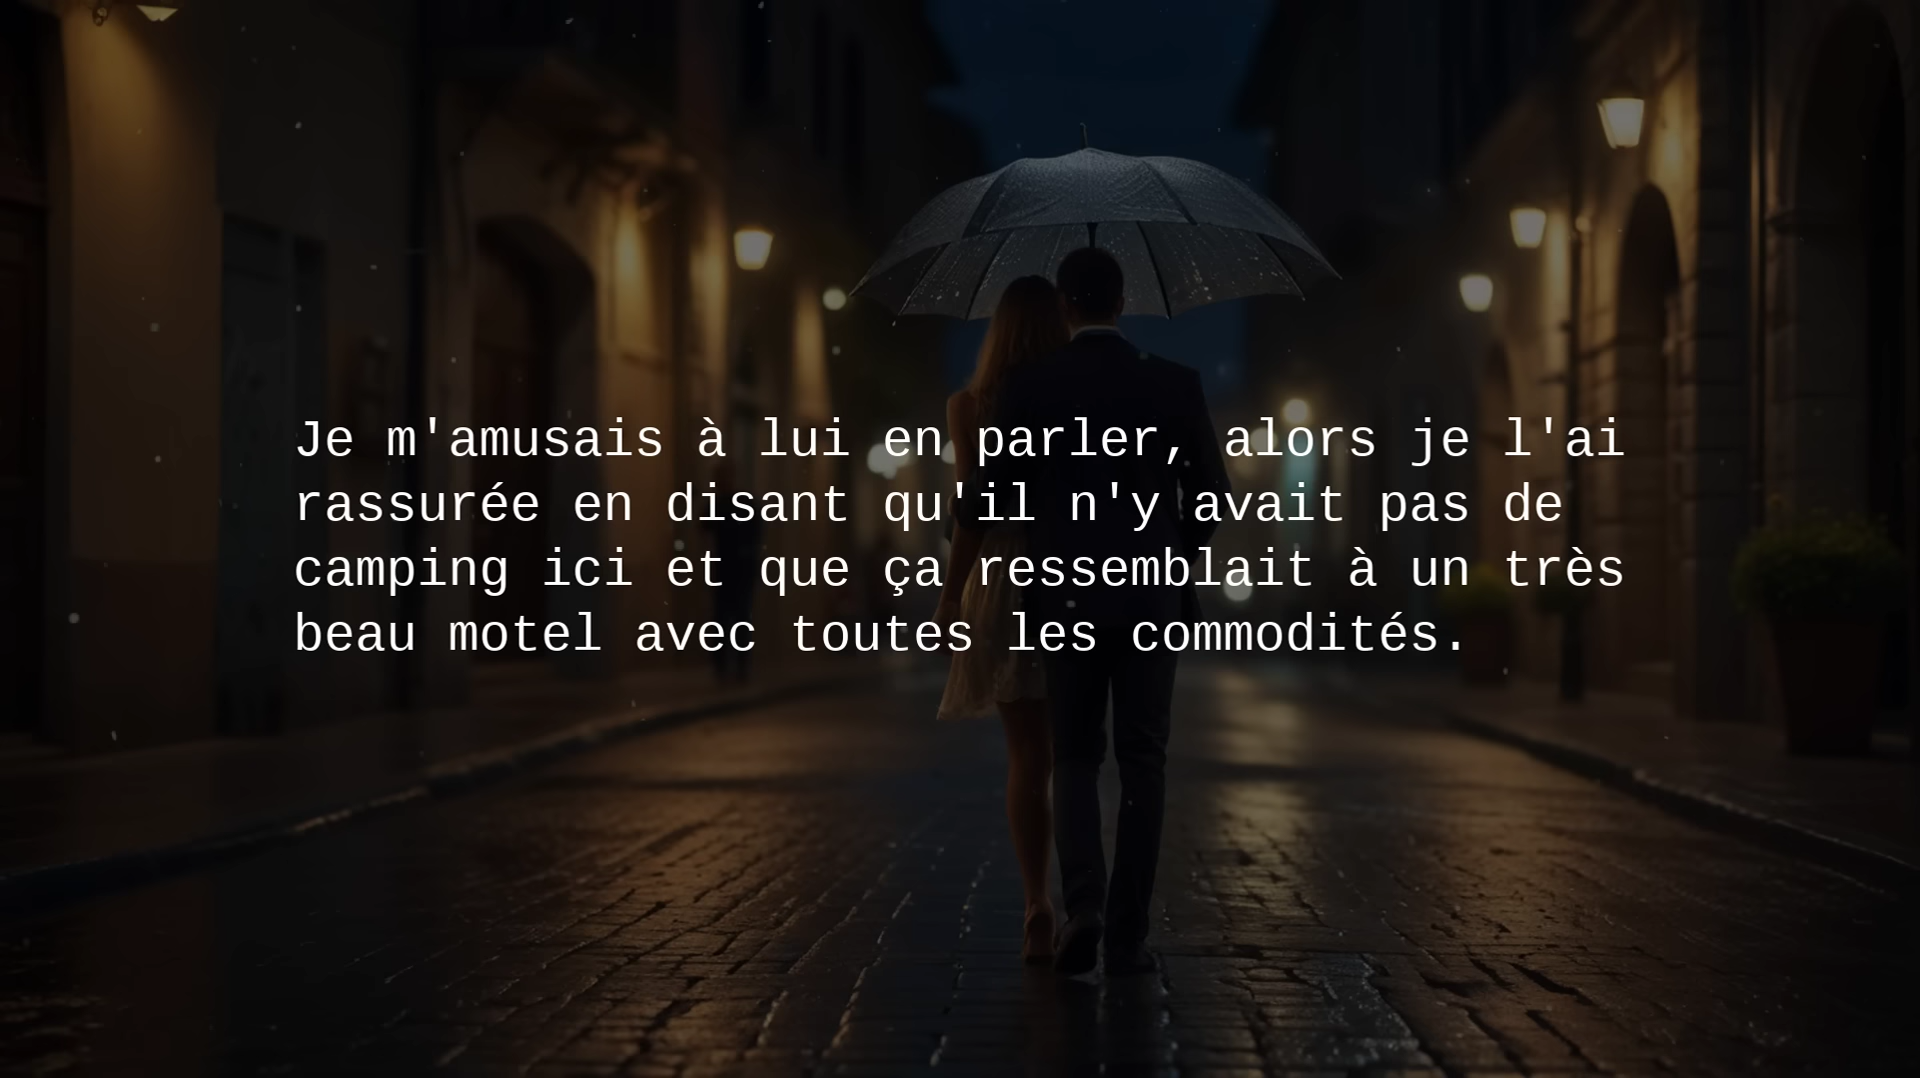 Je m'amusais à lui en parler, alors je l'ai
rassurée en disant qu'il n'y avait pas de
camping ici et que ça ressemblait à un très
beau motel avec toutes les commodités.